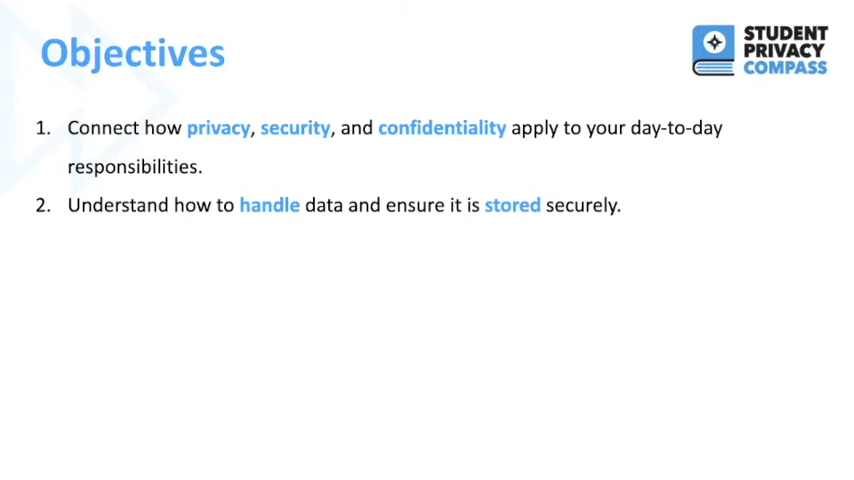 Objectives
STUDENT
PRIVACY
COMPASS
1. Connect how privacy, security, and confidentiality apply to your day-to-day
responsibilities.
2. Understand how to handle data and ensure it is stored securely.